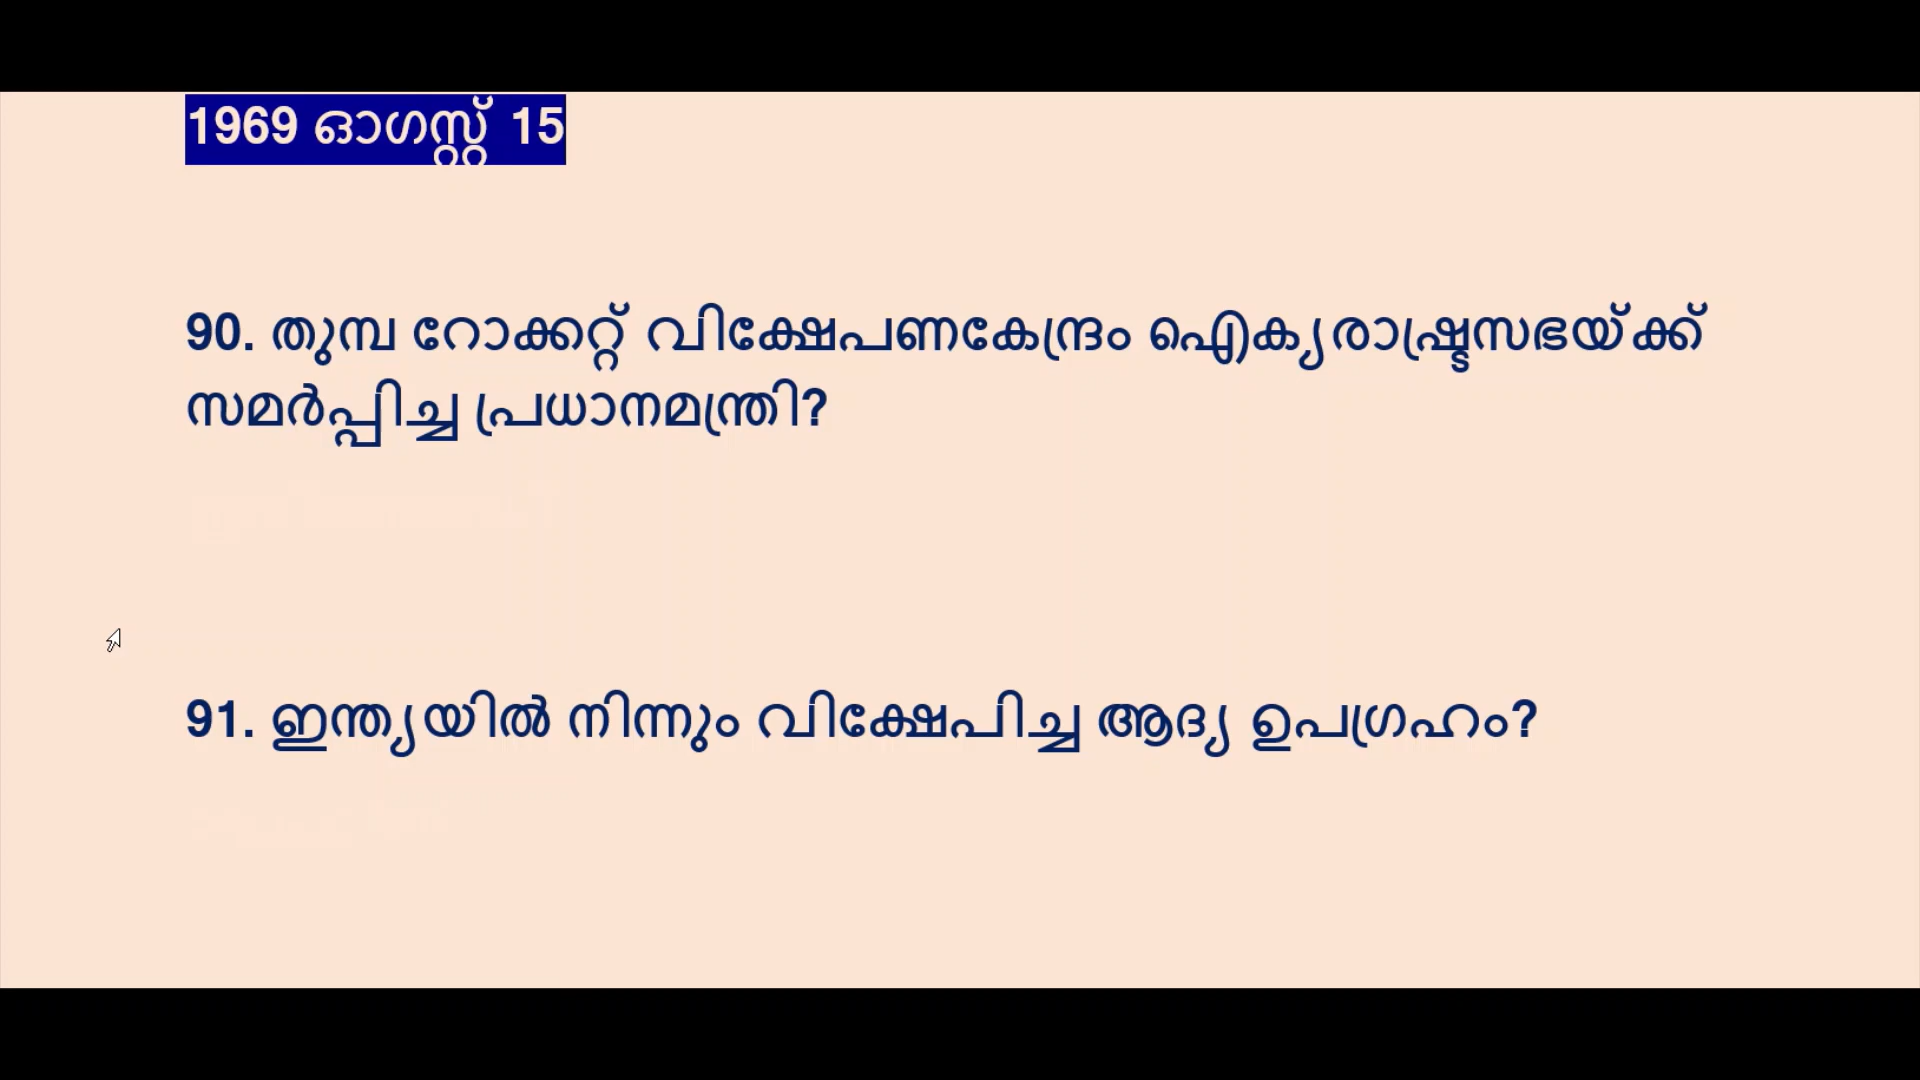 1969 ഓഗസ്റ്റ് 15
90. തുമ്പ റോക്കറ്റ് വിക്ഷേപണകേന്ദ്രം ഐക്യരാഷ്ട്രസഭയ്ക്ക്
സമർപ്പിച്ച പ്രധാനമന്ത്രി?
91. ഇന്ത്യയിൽ നിന്നും വിക്ഷേപിച്ച ആദ്യ ഉപഗ്രഹം?